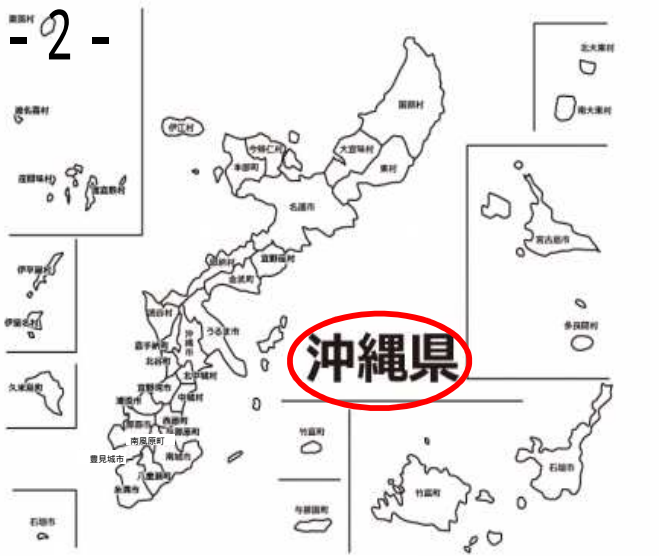 - 2 -
粟国村
渡名喜村
座間味村
渡嘉敷村
伊平屋村
伊是名村
久米島町
石垣市
伊江村
今帰仁村
本部町
国頭村
大宜味村
東村
名護市
恩納村
宜野座村
金武町
読谷村
うるま市
沖縄市
嘉手納町
北谷町
北中城村
宜野湾市
中城村
浦添市
西原町
那覇市
与那原町
南風原町
豊見城市
南城市
八重瀬町
糸満市
沖縄県
北大東村
南大東村
宮古島市
多良間村
竹富町
与那国町
竹富町
石垣市